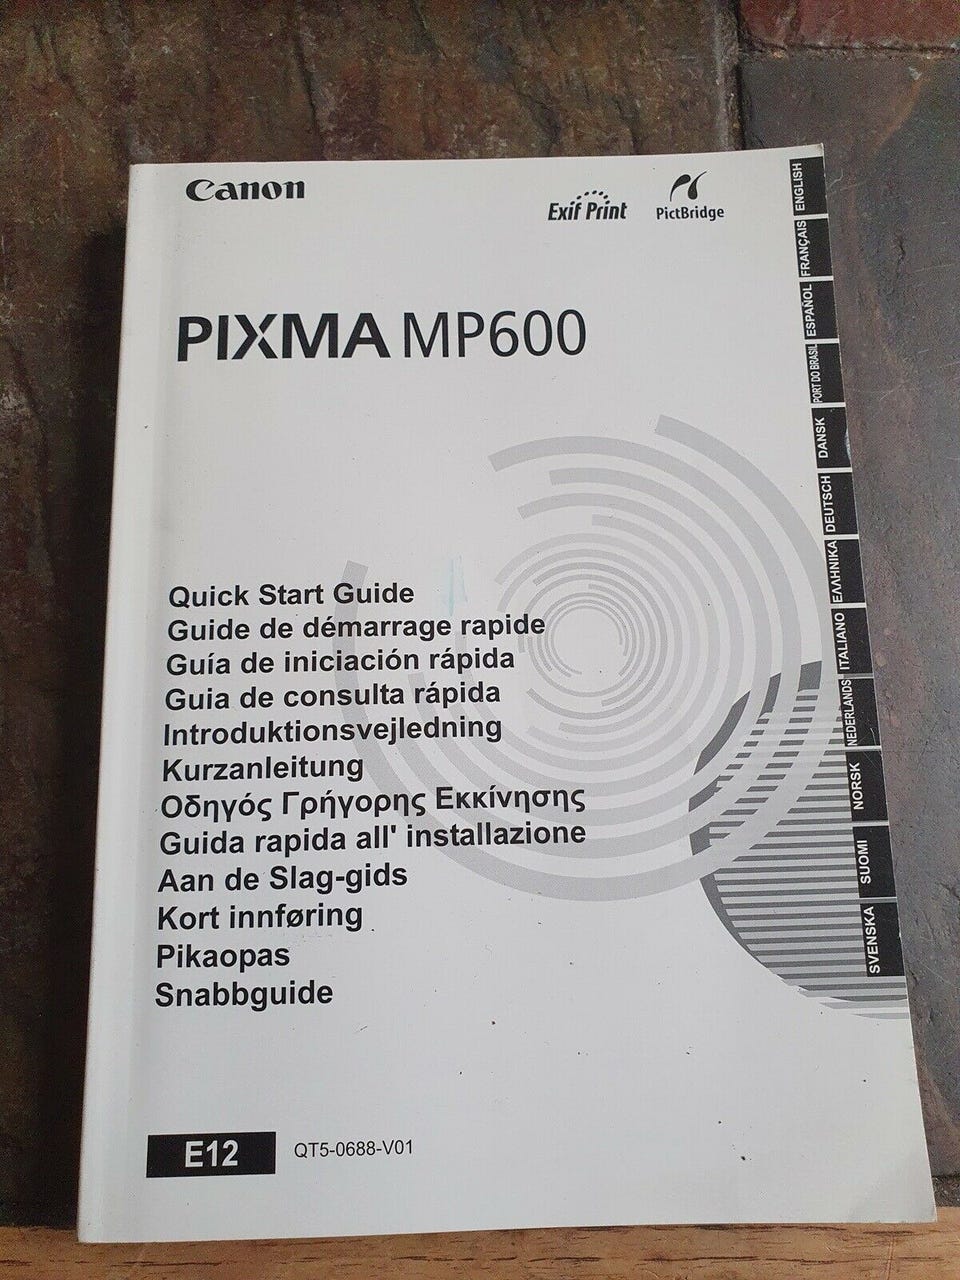 Canon
Exif Print
PictBridge
PIXMA MP600
Quick Start Guide
Guide de démarrage rapide
Guía de iniciación rápida
Guia de consulta rápida
Introduktionsvejledning
Kurzanleitung
Οδηγός Γρήγορης Εκκίνησης
Guida rapida all' installazione
Aan de Slag-gids
Kort innføring
Pikaopas
Snabbguide
E12 QT5-0688-V01
ENGLISH
FRANÇAIS
ESPAÑOL
PORT DO BRASIL
DANSK
DEUTSCH
ΕΛΛΗΝΙΚΑ
ITALIANO
NEDERLANDS
NORSK
SUOMI
SVENSKA